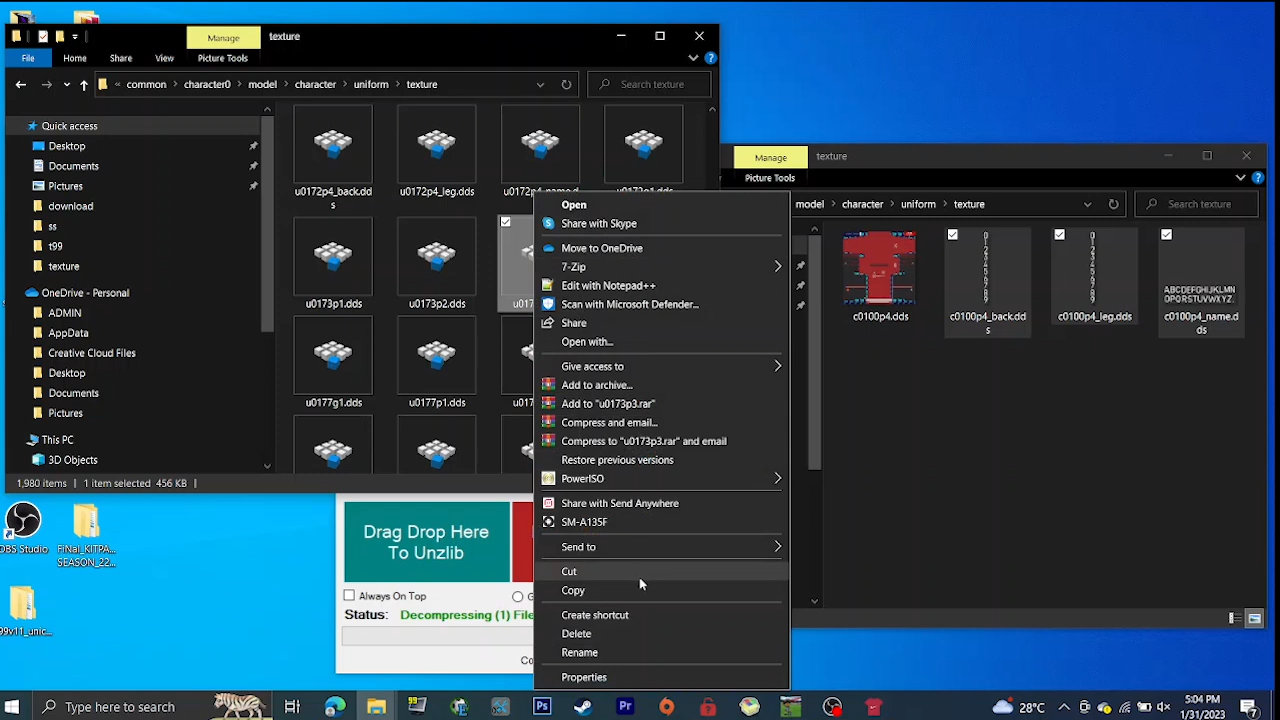 Manage
texture
File
Home
Share
View
Picture Tools
« common › character0 › model › character › uniform › texture
Search texture
Quick access
Desktop
Documents
Pictures
download
ss
t99
texture
OneDrive - Personal
ADMIN
AppData
Creative Cloud Files
Desktop
Documents
Pictures
This PC
3D Objects
u0172p4_back.dd
s
u0172p4_leg.dds
u0172p4_name.d
u0173p1.dds
u0173p2.dds
u0177g1.dds
u0177p1.dds
1,980 items
1 item selected 456 KB
Open
Share with Skype
Move to OneDrive
7-Zip
Edit with Notepad++
Scan with Microsoft Defender...
Share
Open with...
Give access to
Add to archive...
Add to "u0173p3.rar"
Compress and email...
Compress to "u0173p3.rar" and email
Restore previous versions
PowerISO
Share with Send Anywhere
SM-A135F
Send to
Cut
Copy
Create shortcut
Delete
Rename
Properties
Manage
texture
Picture Tools
model › character › uniform › texture
Search texture
ABCDEFGHIJKLMN
OPQRSTUVWXYZ.
c0100p4.dds
c0100p4_back.dd
s
c0100p4_leg.dds
c0100p4_name.d
ds
Drag Drop Here
To Unzlib
Always On Top
Status: Decompressing (1) File
OBS Studio
FiNal_KITPA...
SEASON_22...
99v11_unic...
Type here to search
28°C
5:04 PM
1/31/2023
7